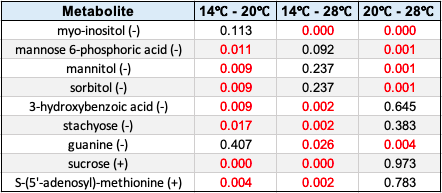 Metabolite 14℃ - 20℃ 14℃ - 28℃ 20℃ - 28℃
myo-inositol (-) 0.113 0.000 0.000
mannose 6-phosphoric acid (-) 0.011 0.092 0.001
mannitol (-) 0.009 0.237 0.001
sorbitol (-) 0.009 0.237 0.001
3-hydroxybenzoic acid (-) 0.009 0.002 0.645
stachyose (-) 0.017 0.002 0.383
guanine (-) 0.407 0.026 0.004
sucrose (+) 0.000 0.000 0.973
S-(5'-adenosyl)-methionine (+) 0.004 0.002 0.783